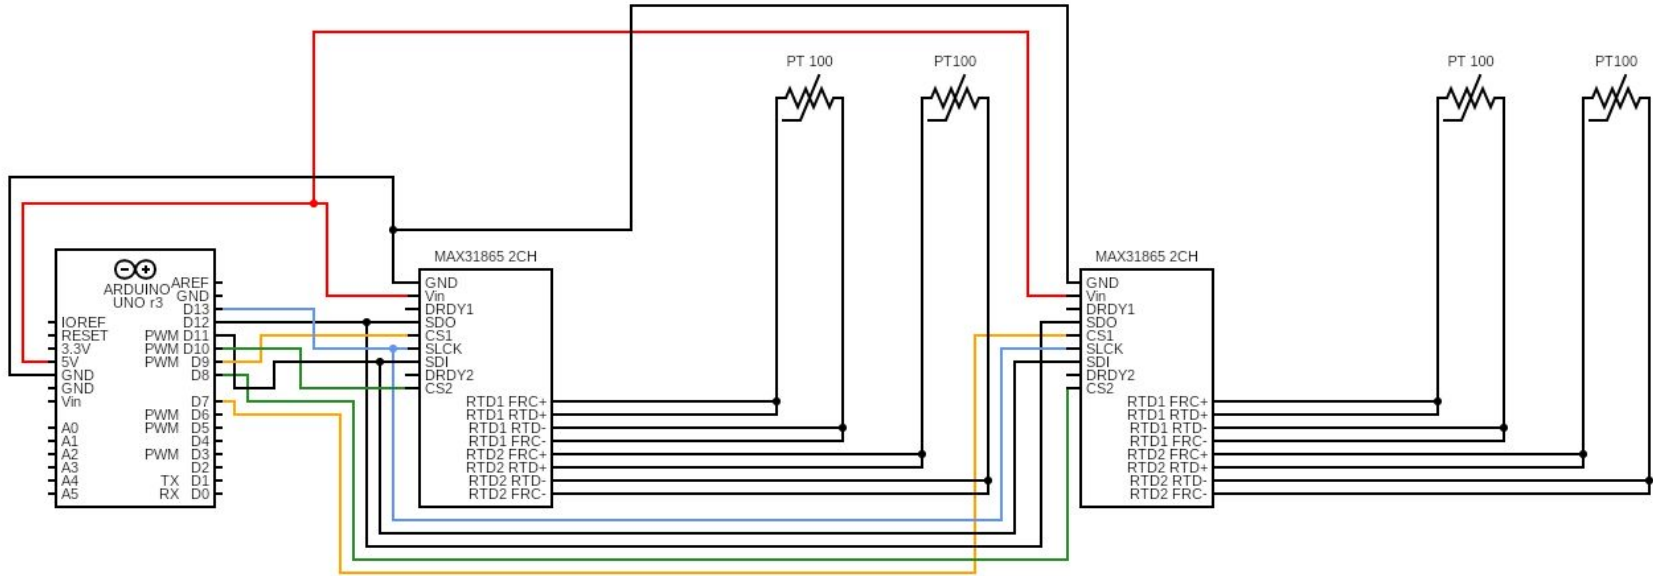 PT 100
PT100
PT 100
PT100
MAX31865 2CH
MAX31865 2CH
ARDUINO
UNO r3
AREF
GND
D13
D12
PWM D11
PWM D10
PWM D9
D8
D7
PWM D6
PWM D5
D4
PWM D3
D2
TX D1
RX D0
IOREF
RESET
3.3V
5V
GND
GND
Vin
A0
A1
A2
A3
A4
A5
GND
Vin
DRDY1
SDO
CS1
SLCK
SDI
DRDY2
CS2
RTD1 FRC+
RTD1 RTD+
RTD1 RTD-
RTD1 FRC-
RTD2 FRC+
RTD2 RTD+
RTD2 RTD-
RTD2 FRC-
GND
Vin
DRDY1
SDO
CS1
SLCK
SDI
DRDY2
CS2
RTD1 FRC+
RTD1 RTD+
RTD1 RTD-
RTD1 FRC-
RTD2 FRC+
RTD2 RTD+
RTD2 RTD-
RTD2 FRC-